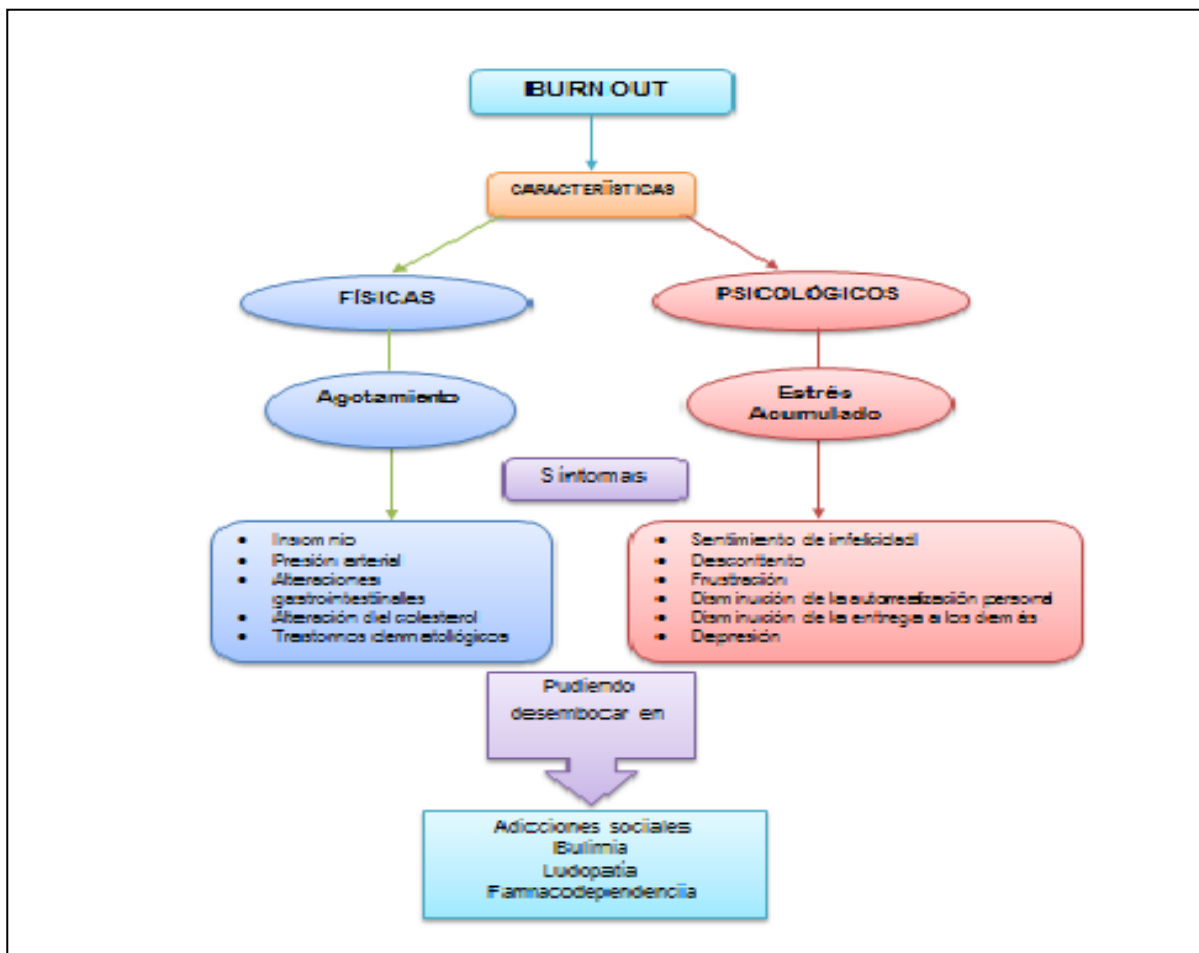 BURN OUT
CARACTERÍSTICAS
FÍSICAS
PSICOLÓGICOS
Agotamiento
Estrés
Acumulado
Síntomas
• Insomnio
• Presión arterial
• Alteraciones
gastrointestinales
• Alteración del colesterol
• Trastornos dermatológicos
• Sentimiento de infelicidad
• Descontento
• Frustración
• Disminución de la autorrealización personal
• Disminución de la entrega a los demás
• Depresión
Pudiendo
desembocar en
Adicciones sociales
Bulimia
Ludopatía
Farmacodependencia